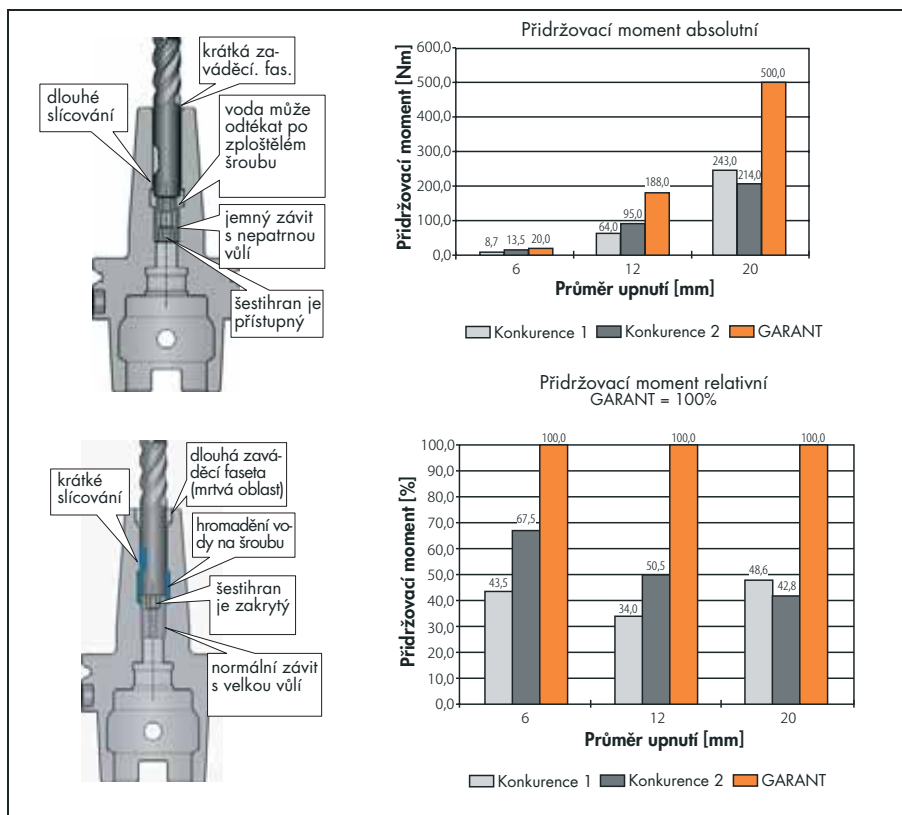 krátká za-
váděcí. fas.
dlouhé
slícování
voda může
odtékat po
zploštělém
šroubu
jemný závit
s nepatrnou
vůlí
šestihran je
přístupný
Přidržovací moment absolutní
Přidržovací moment [Nm]
600,0
500,0
400,0
300,0
200,0
100,0
0,0
8,7
13,5
20,0
64,0
95,0
188,0
243,0
214,0
500,0
6
12
20
Průměr upnutí [mm]
Konkurence 1
Konkurence 2
GARANT
dlouhá zavá-
děcí faseta
(mrtvá oblast)
krátké
slícování
hromadění vo-
dy na šroubu
šestihran
je zakrytý
normální závit
s velkou vůlí
Přidržovací moment relativní
GARANT = 100%
Přidržovací moment [%]
100,0
90,0
80,0
70,0
60,0
50,0
40,0
30,0
20,0
10,0
0,0
43,5
67,5
100,0
34,0
50,5
100,0
48,6
42,8
100,0
6
12
20
Průměr upnutí [mm]
Konkurence 1
Konkurence 2
GARANT